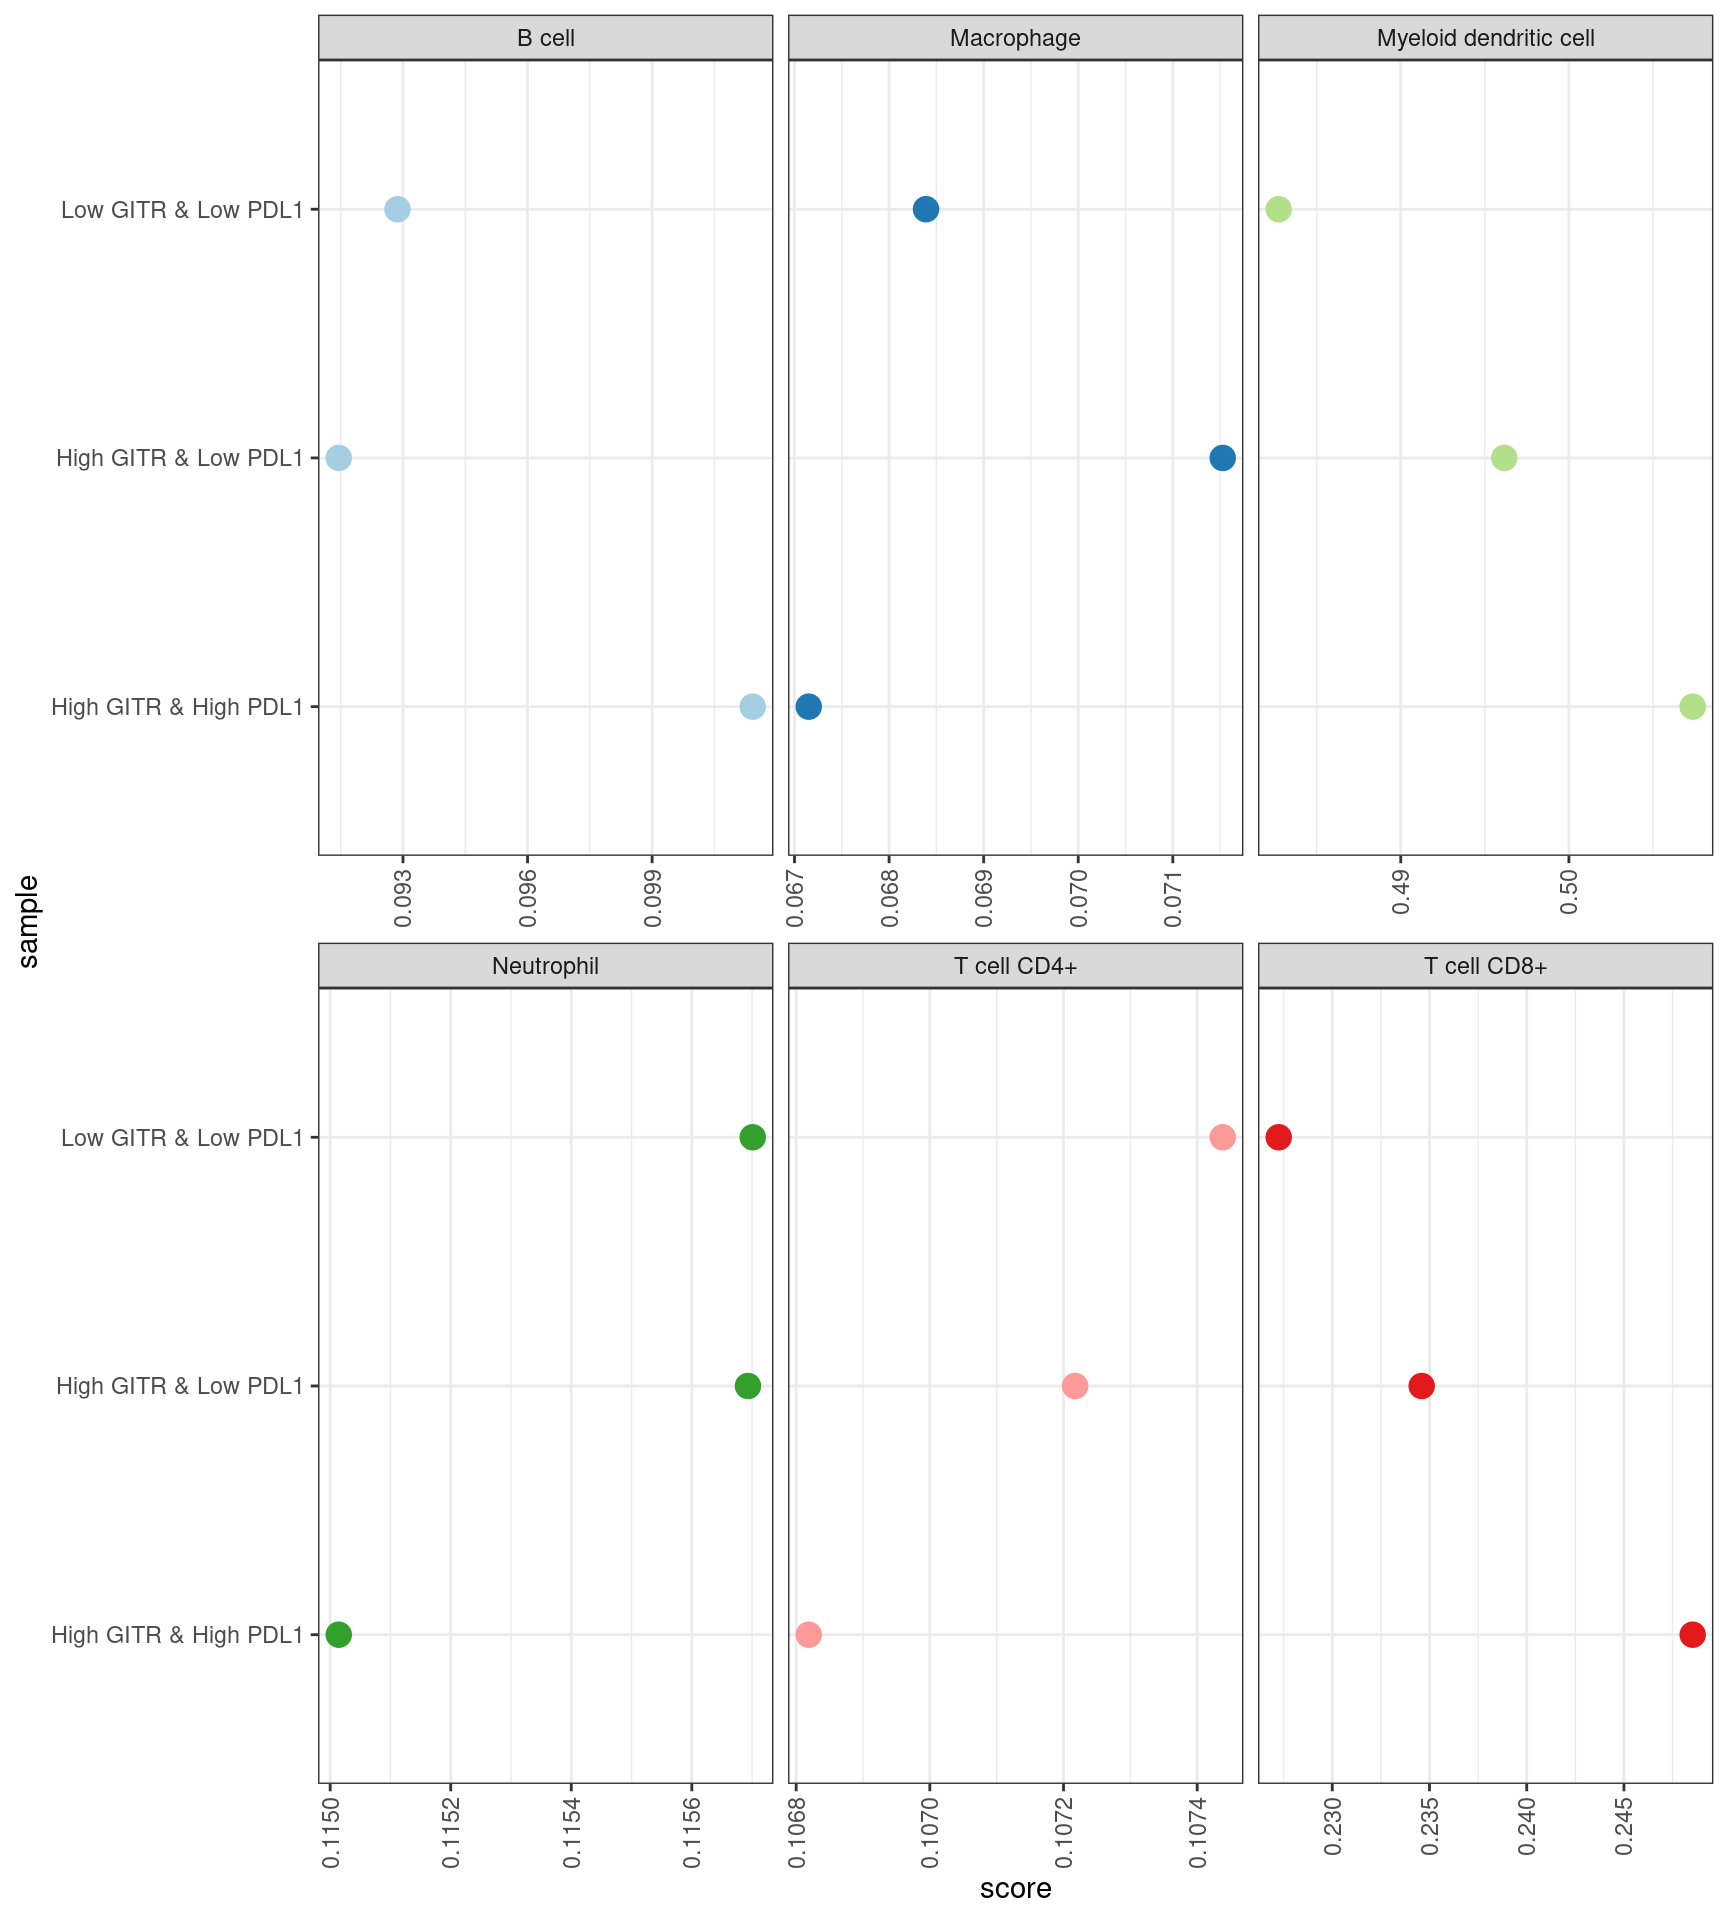 B cell
Macrophage
Myeloid dendritic cell
Low GITR & Low PDL1
High GITR & Low PDL1
High GITR & High PDL1
0.093
0.096
0.099
0.067
0.068
0.069
0.070
0.071
0.49
0.50
sample
Neutrophil
T cell CD4+
T cell CD8+
Low GITR & Low PDL1
High GITR & Low PDL1
High GITR & High PDL1
0.1150
0.1152
0.1154
0.1156
0.1068
0.1070
0.1072
0.1074
0.230
0.235
0.240
0.245
score